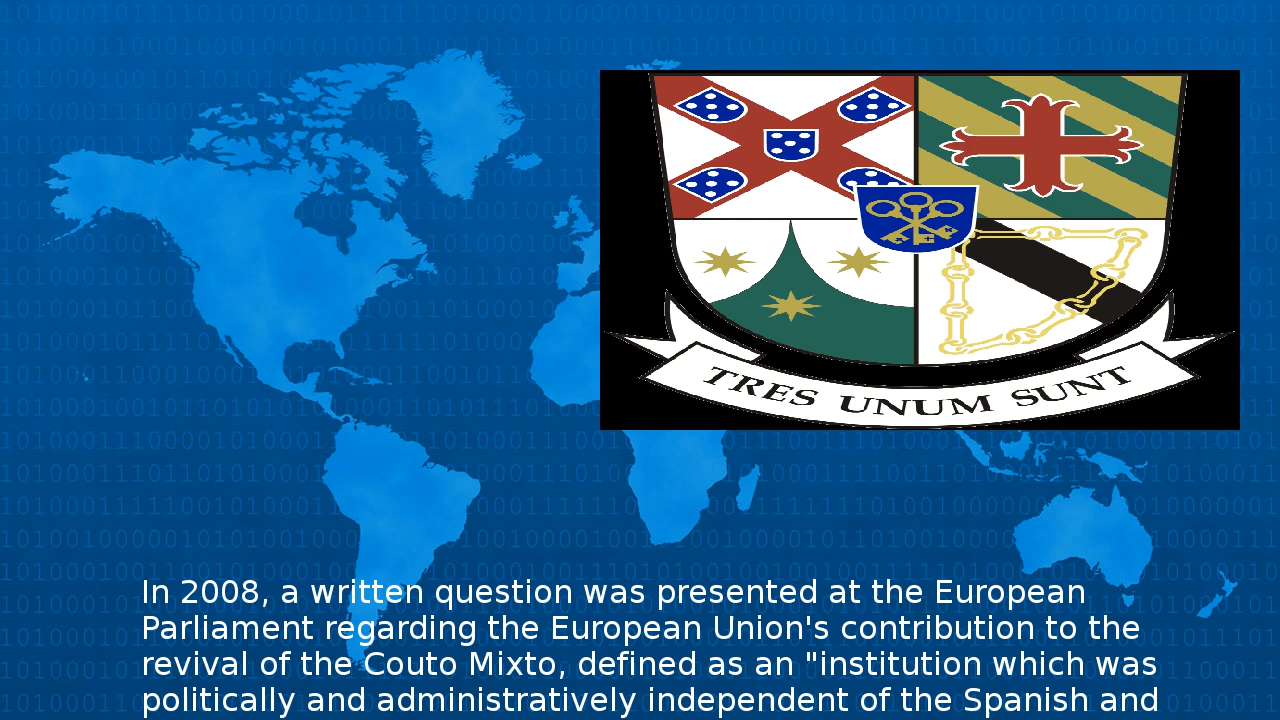 TRES UNUM SUNT
In 2008, a written question was presented at the European
Parliament regarding the European Union's contribution to the
revival of the Couto Mixto, defined as an "institution which was
politically and administratively independent of the Spanish and